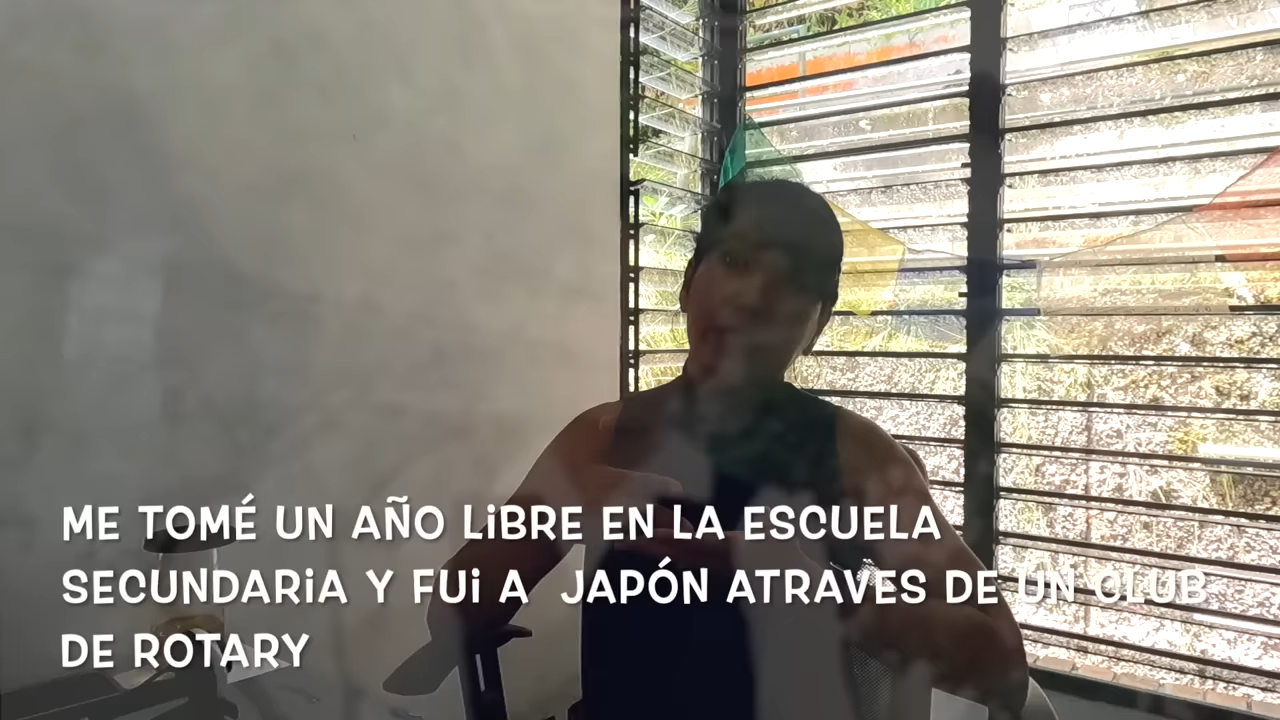 ME TOMÉ UN AÑO LiBRE EN LA ESCUELA
SECUNDARiA Y FUi A  JAPÓN ATRAVES DE UN CLUB
DE ROTARY